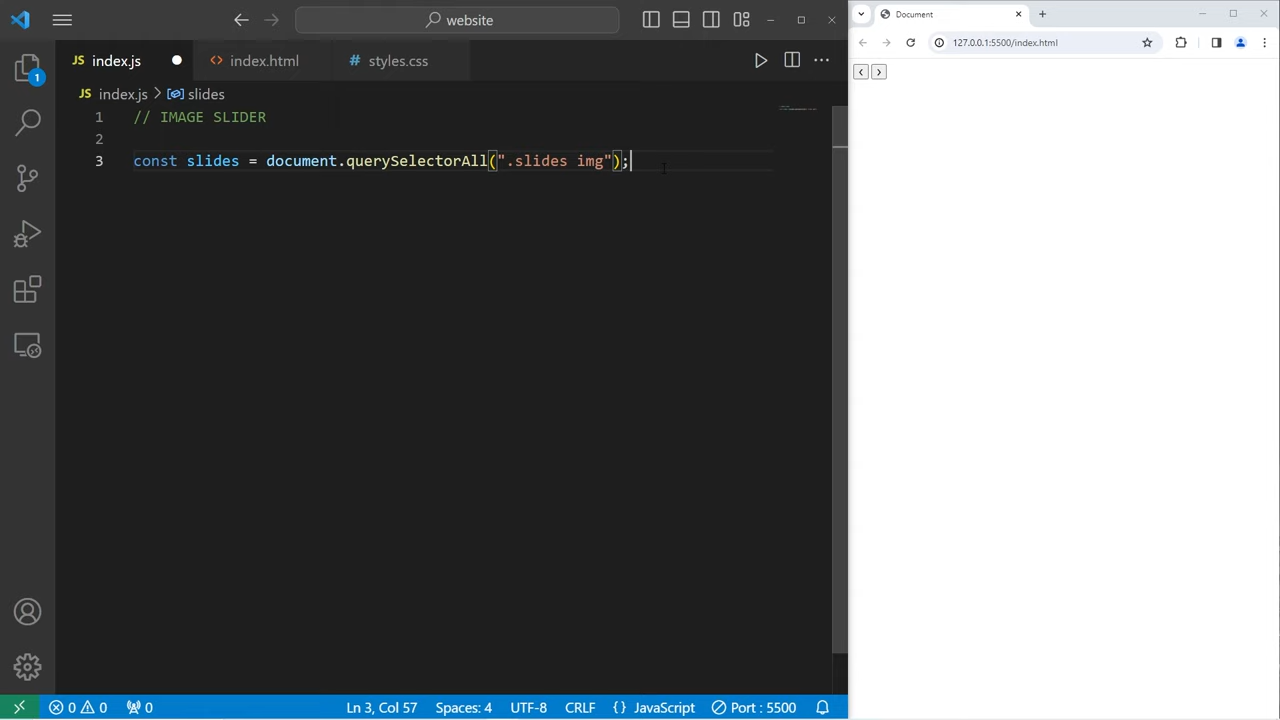 website
JS index.js
<> index.html
# styles.css
JS index.js > slides
1 // IMAGE SLIDER
2
3 const slides = document.querySelectorAll(".slides img");
1
0 0 0
Ln 3, Col 57
Spaces: 4
UTF-8
CRLF
{} JavaScript
Port : 5500
Document
127.0.0.1:5500/index.html
‹ ›